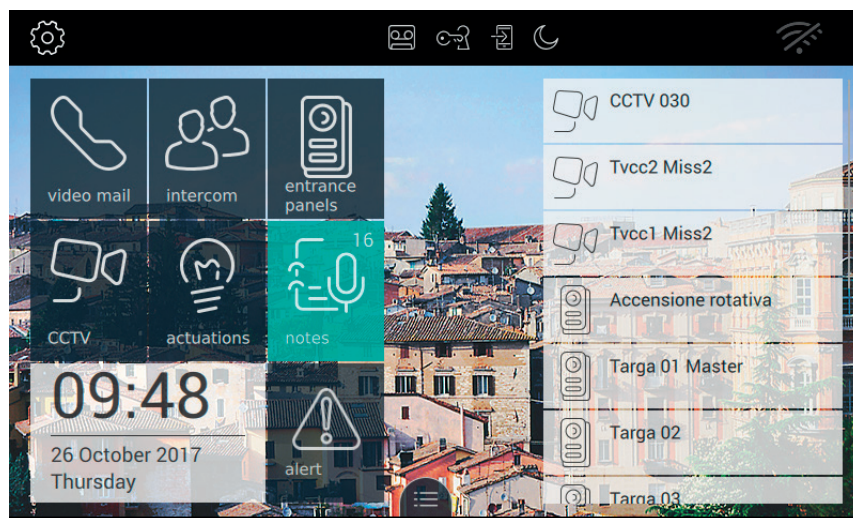 video mail
intercom
entrance
panels
CCTV
actuations
16
notes
09:48
26 October 2017
Thursday
alert
CCTV 030
Tvcc2 Miss2
Tvcc1 Miss2
Accensione rotativa
Targa 01 Master
Targa 02
Targa 03